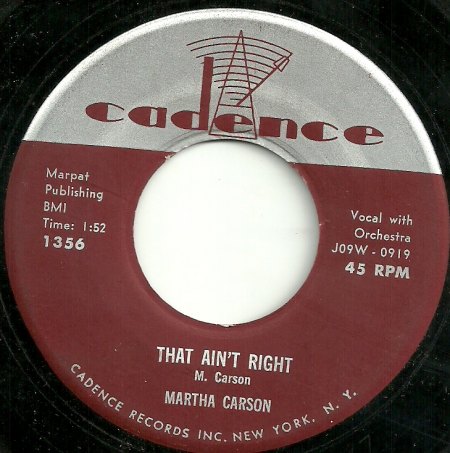 cadence
Marpat
Publishing
BMI
Time: 1:52
1356
Vocal with
Orchestra
J09W - 0919
45 RPM
THAT AIN'T RIGHT
M. Carson
MARTHA CARSON
CADENCE RECORDS INC. NEW YORK, N. Y.